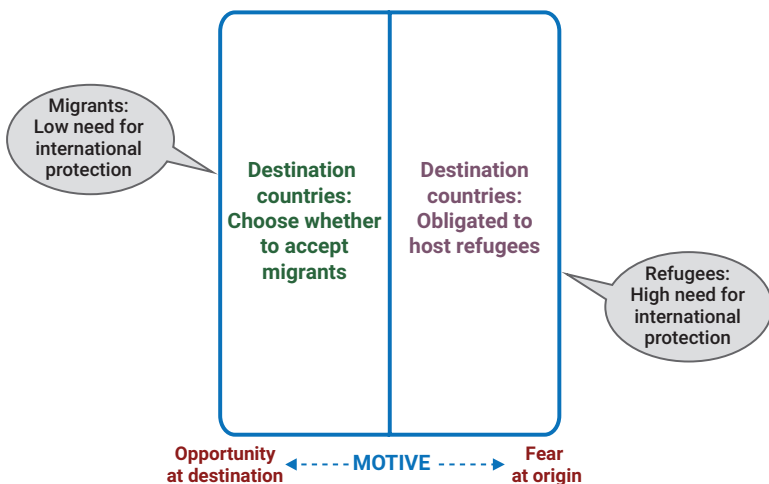 Migrants:
Low need for
international
protection
Destination
countries:
Choose whether
to accept
migrants
Destination
countries:
Obligated to
host refugees
Refugees:
High need for
international
protection
Opportunity
at destination
MOTIVE
Fear
at origin